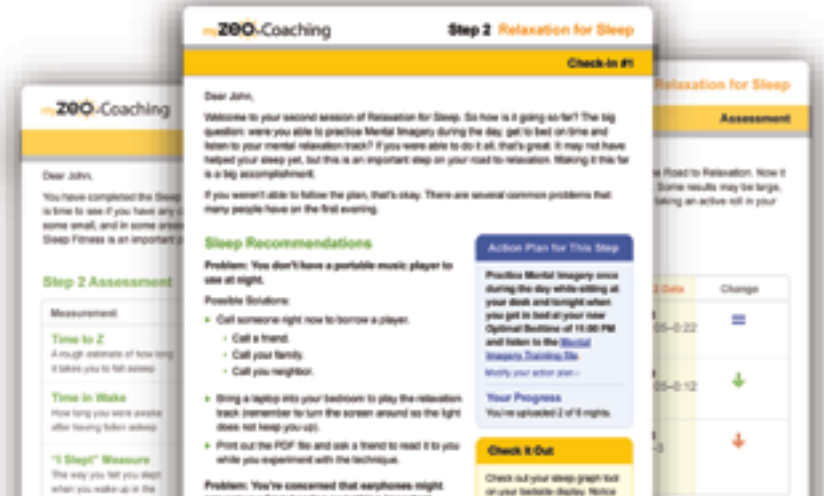 myZEO-Coaching
Step 2 Relaxation for Sleep
Check-In #1
Dear John,
Welcome to your second session of Relaxation for Sleep. So how is it going so far? The big
question: were you able to practice Mental Imagery during the day, get to bed on time and
listen to your mental relaxation track? If you were able to do it all, that's great. It may not have
helped your sleep yet, but this is an important step on your road to relaxation. Making it this far
is a big accomplishment.
If you weren't able to follow the plan, that's okay. There are several common problems that
many people have on the first evening.
Sleep Recommendations
Problem: You don't have a portable music player to
use at night.
Possible Solutions:
Call someone right now to borrow a player.
Call a friend.
Call your family.
Call you neighbor.
Bring a laptop into your bedroom to play the relaxation
track (remember to turn the screen around so the light
does not keep you up).
Print out the PDF file and ask a friend to read it to you
while you experiment with the technique.
Problem: You're concerned that earphones might
Action Plan for This Step
Practice Mental Imagery once
during the day while sitting at
your desk and tonight when
you get in bed at your new
Optimal Bedtime of 11:00 PM
and listen to the Mental
Imagery Training file.
Modify your action plan
Your Progress
You've uploaded 2 of 6 nights.
Check It Out
Check out your sleep graph tool
on your bedside display. Notice
myZEO-Coaching
Dear John,
You have completed the Sleep
is time to see if you have any
some small, and in some areas
Sleep Fitness is an important
Step 2 Assessment
Measurement
Time to Z
A rough estimate of how long
it takes you to fall asleep
Time in Wake
How long you were awake
after having fallen asleep
"I Slept" Measure
The way you felt you slept
when you wake up in the
Relaxation for Sleep
Assessment
Road to Relaxation. Now it
Some results may be large,
taking an active roll in your
2 Data
Change
05–0:22
05–0:12
–3